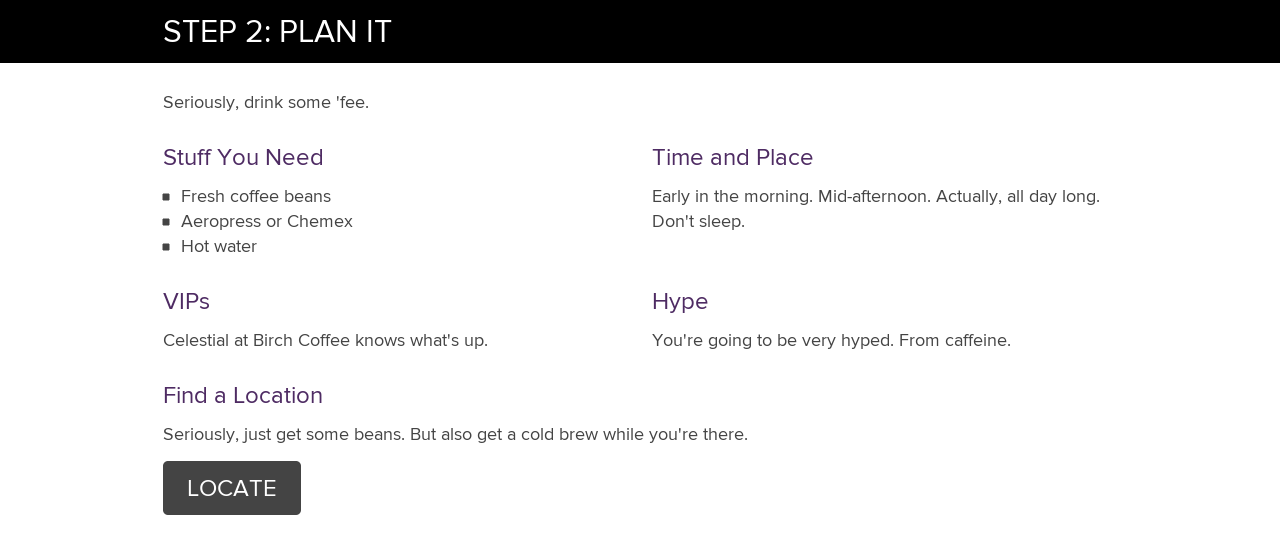 STEP 2: PLAN IT
Seriously, drink some 'fee.
Stuff You Need
Fresh coffee beans
Aeropress or Chemex
Hot water
Time and Place
Early in the morning. Mid-afternoon. Actually, all day long.
Don't sleep.
VIPs
Celestial at Birch Coffee knows what's up.
Hype
You're going to be very hyped. From caffeine.
Find a Location
Seriously, just get some beans. But also get a cold brew while you're there.
LOCATE